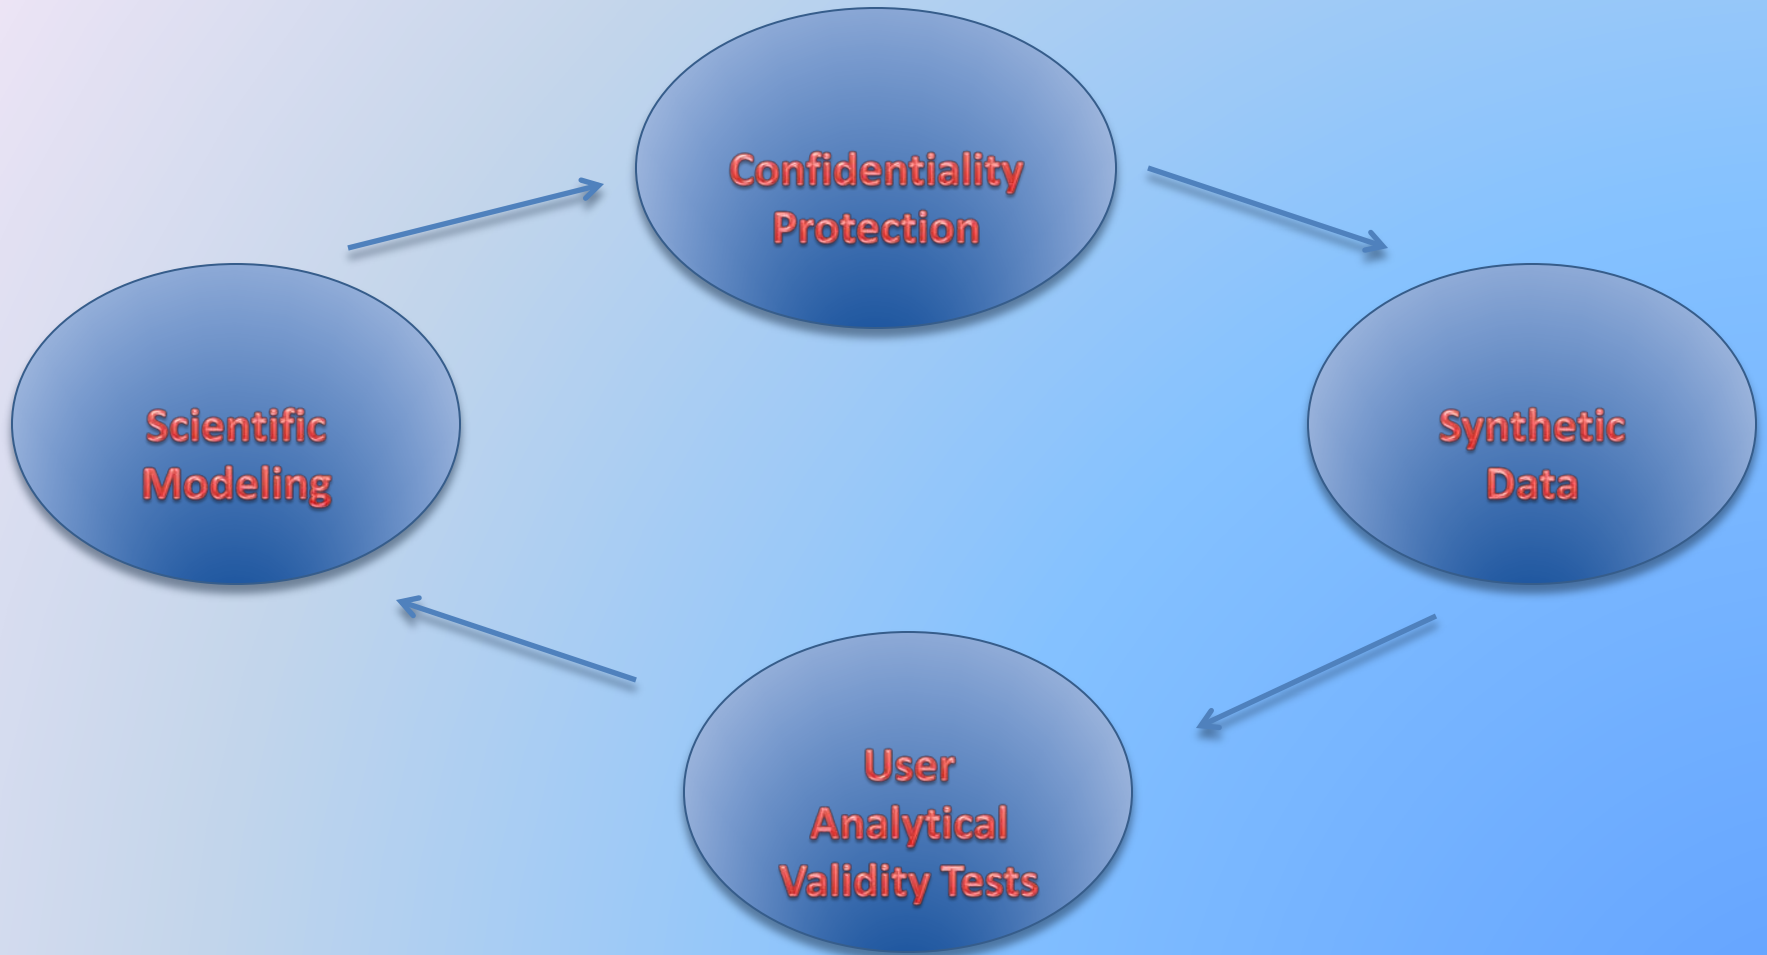 Confidentiality
Protection
Scientific
Modeling
Synthetic
Data
User
Analytical
Validity Tests